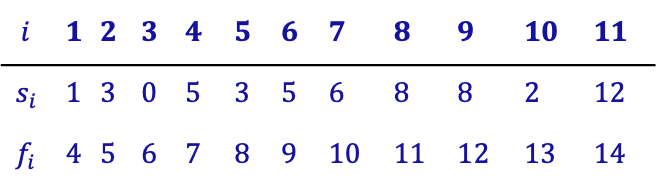 i 1 2 3 4 5 6 7 8 9 10 11
sᵢ 1 3 0 5 3 5 6 8 8 2 12
fᵢ 4 5 6 7 8 9 10 11 12 13 14